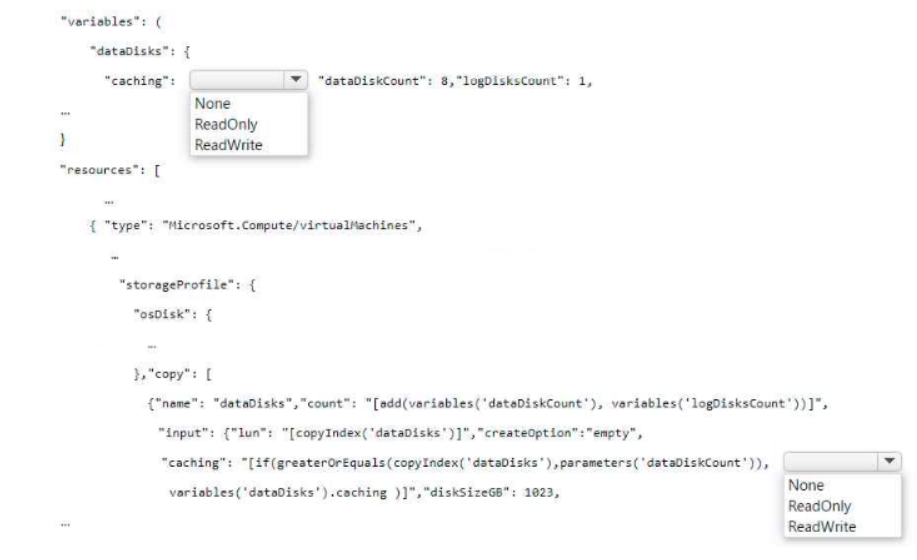 "variables": (
"dataDisks": {
"caching": "dataDiskCount": 8,"logDisksCount": 1,
None
ReadOnly
ReadWrite
...
}
"resources": [
...
{ "type": "Microsoft.Compute/virtualMachines",
...
"storageProfile": {
"osDisk": {
...
},"copy": [
{"name": "dataDisks","count": "[add(variables('dataDiskCount'), variables('logDisksCount'))]",
"input": {"lun": "[copyIndex('dataDisks')]","createOption":"empty",
"caching": "[if(greaterOrEquals(copyIndex('dataDisks'),parameters('dataDiskCount')),
None
ReadOnly
ReadWrite
variables('dataDisks').caching )]","diskSizeGB": 1023,
...